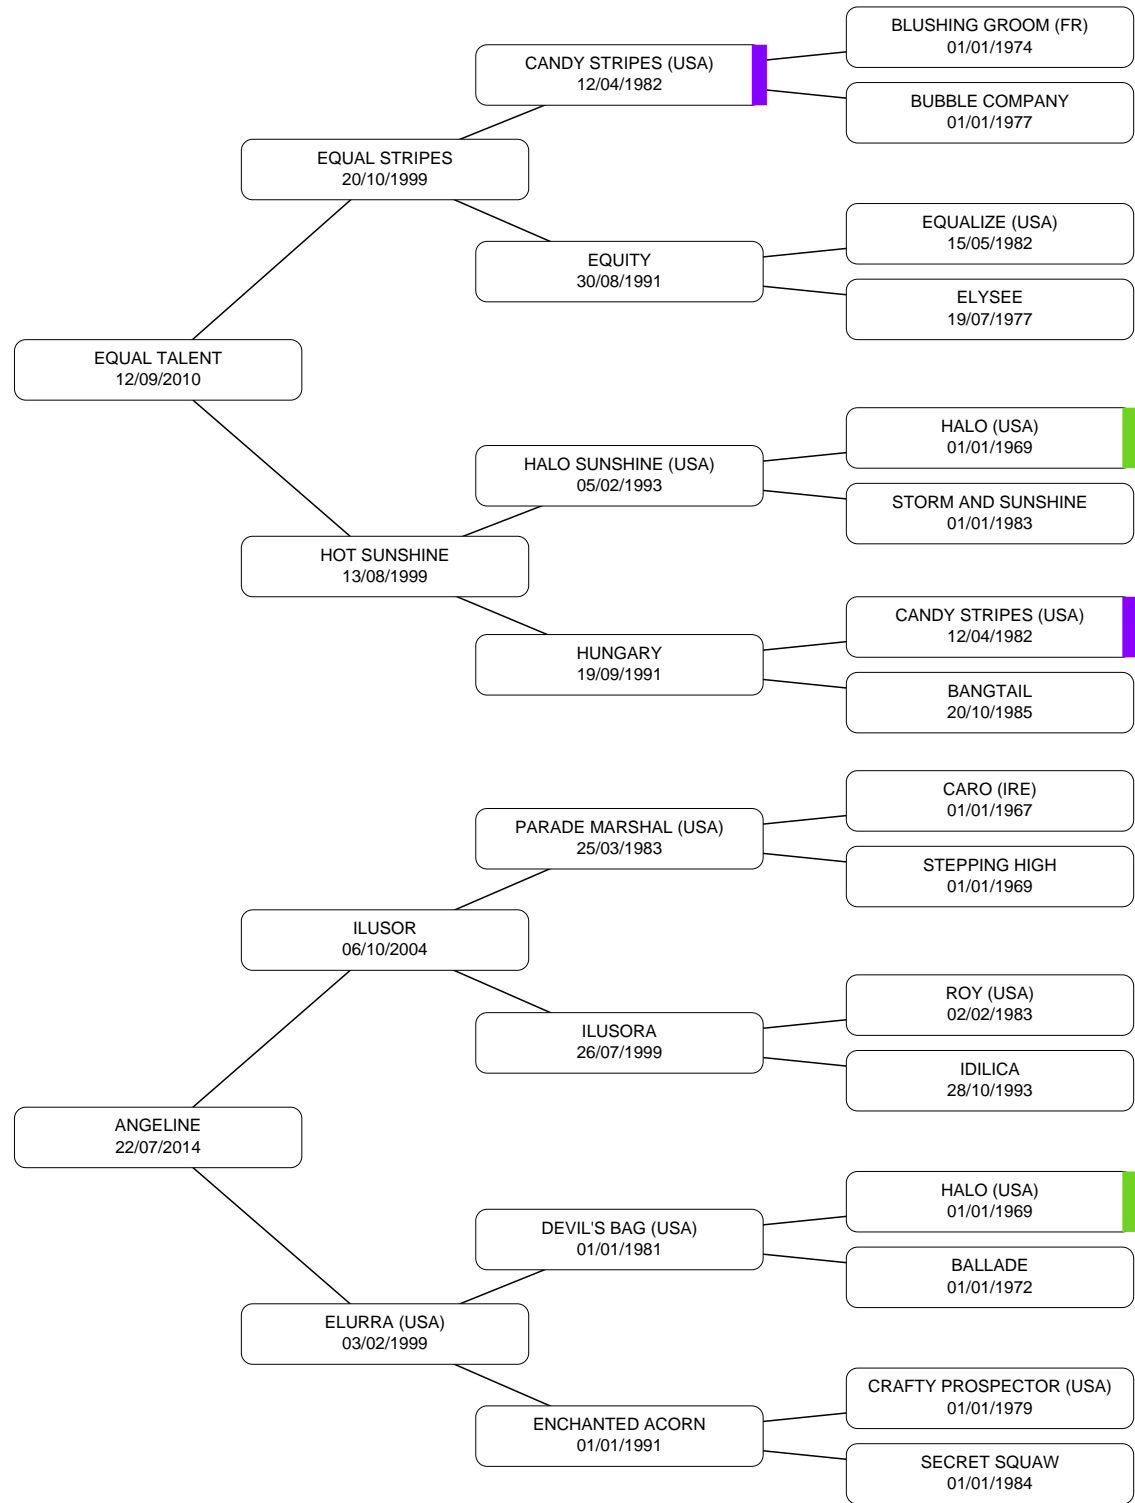 BLUSHING GROOM (FR)
01/01/1974
CANDY STRIPES (USA)
12/04/1982
BUBBLE COMPANY
01/01/1977
EQUAL STRIPES
20/10/1999
EQUALIZE (USA)
15/05/1982
EQUITY
30/08/1991
ELYSEE
19/07/1977
EQUAL TALENT
12/09/2010
HALO (USA)
01/01/1969
HALO SUNSHINE (USA)
05/02/1993
STORM AND SUNSHINE
01/01/1983
HOT SUNSHINE
13/08/1999
CANDY STRIPES (USA)
12/04/1982
HUNGARY
19/09/1991
BANGTAIL
20/10/1985
CARO (IRE)
01/01/1967
PARADE MARSHAL (USA)
25/03/1983
STEPPING HIGH
01/01/1969
ILUSOR
06/10/2004
ROY (USA)
02/02/1983
ILUSORA
26/07/1999
IDILICA
28/10/1993
ANGELINE
22/07/2014
HALO (USA)
01/01/1969
DEVIL'S BAG (USA)
01/01/1981
BALLADE
01/01/1972
ELURRA (USA)
03/02/1999
CRAFTY PROSPECTOR (USA)
01/01/1979
ENCHANTED ACORN
01/01/1991
SECRET SQUAW
01/01/1984